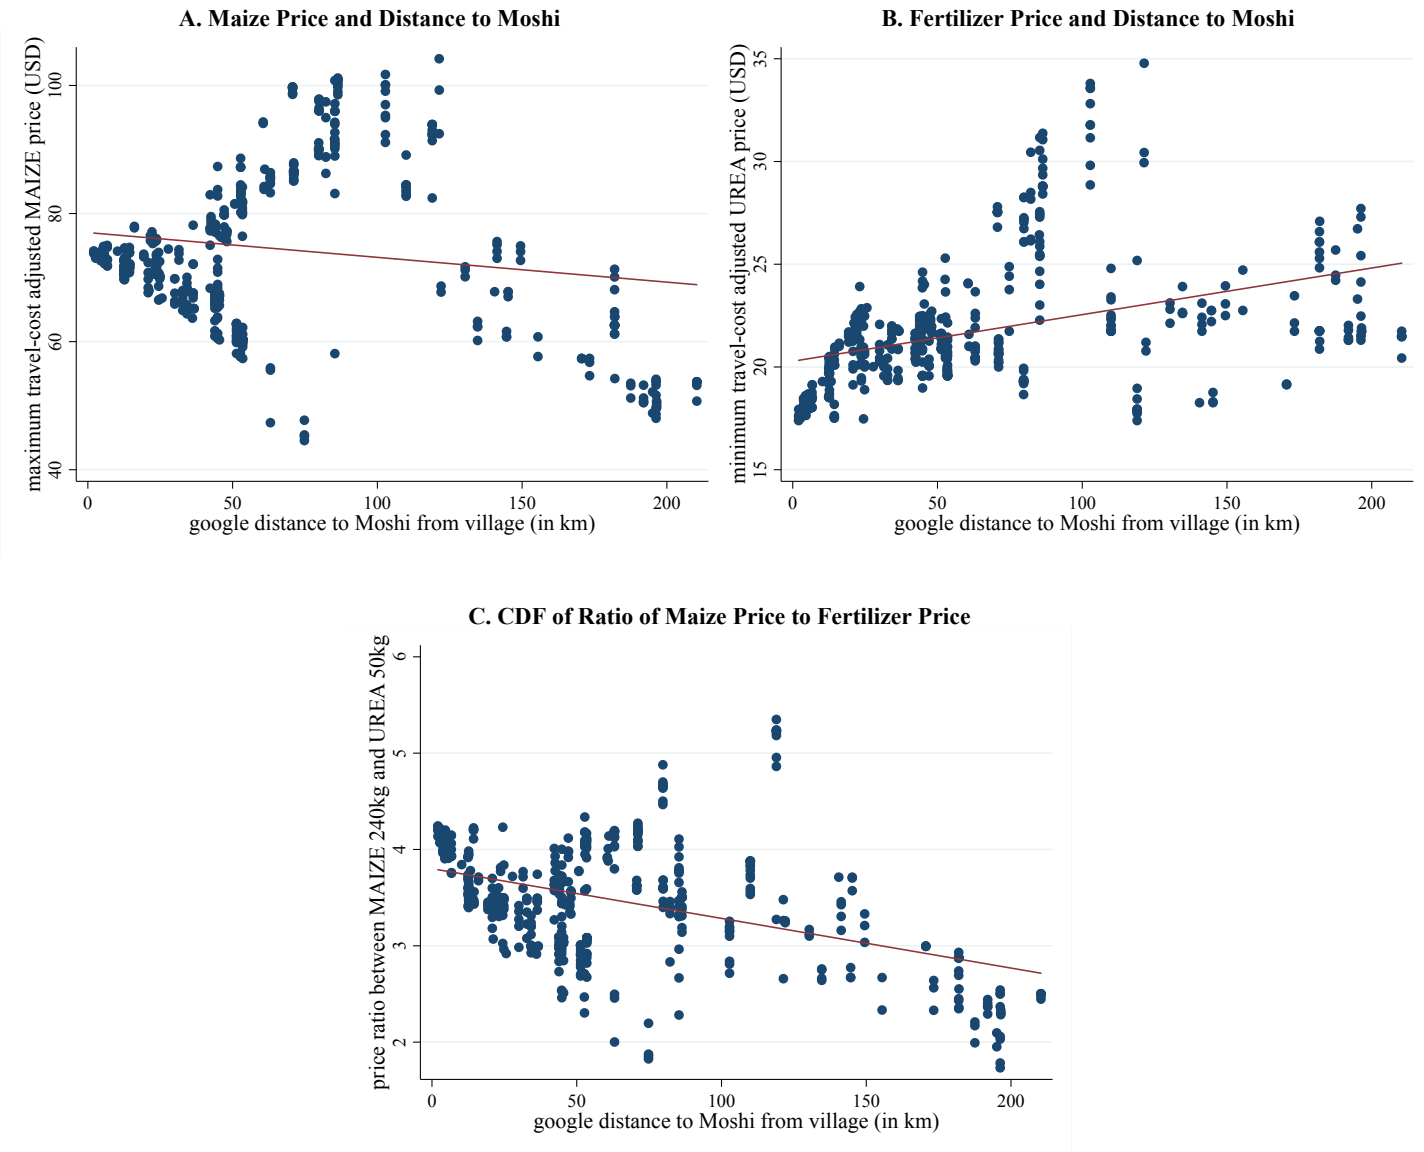 A. Maize Price and Distance to Moshi
maximum travel-cost adjusted MAIZE price (USD)
100
80
60
40
0 50 100 150 200
google distance to Moshi from village (in km)
B. Fertilizer Price and Distance to Moshi
minimum travel-cost adjusted UREA price (USD)
35
30
25
20
15
0 50 100 150 200
google distance to Moshi from village (in km)
C. CDF of Ratio of Maize Price to Fertilizer Price
price ratio between MAIZE 240kg and UREA 50kg
6
5
4
3
2
0 50 100 150 200
google distance to Moshi from village (in km)